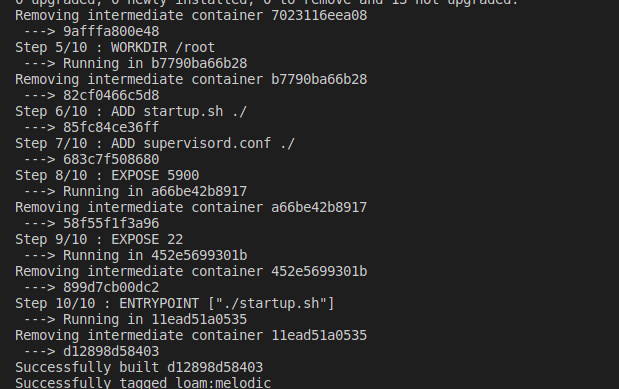 0 upgraded, 0 newly installed, 0 to remove and 13 not upgraded.
Removing intermediate container 7023116eea08
 ---> 9afffa800e48
Step 5/10 : WORKDIR /root
 ---> Running in b7790ba66b28
Removing intermediate container b7790ba66b28
 ---> 82cf0466c5d8
Step 6/10 : ADD startup.sh ./
 ---> 85fc84ce36ff
Step 7/10 : ADD supervisord.conf ./
 ---> 683c7f508680
Step 8/10 : EXPOSE 5900
 ---> Running in a66be42b8917
Removing intermediate container a66be42b8917
 ---> 58f55f1f3a96
Step 9/10 : EXPOSE 22
 ---> Running in 452e5699301b
Removing intermediate container 452e5699301b
 ---> 899d7cb00dc2
Step 10/10 : ENTRYPOINT ["./startup.sh"]
 ---> Running in 11ead51a0535
Removing intermediate container 11ead51a0535
 ---> d12898d58403
Successfully built d12898d58403
Successfully tagged loam:melodic